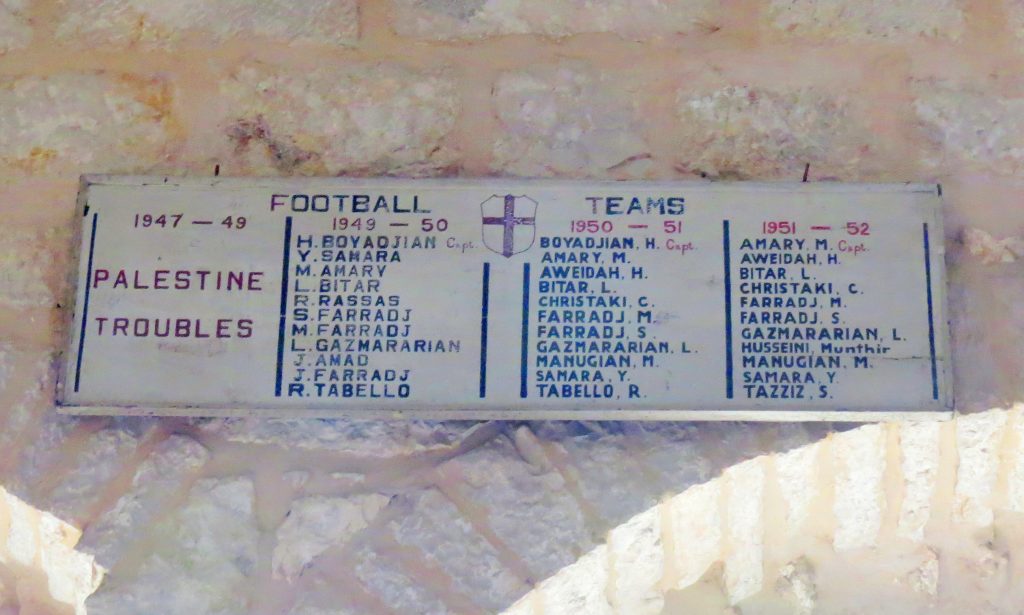 FOOTBALL TEAMS
1947 — 49
PALESTINE
TROUBLES
1949 — 50
H. BOYADJIAN Capt.
Y. SAMARA
M. AMARY
L. BITAR
R. RASSAS
S. FARRADJ
M. FARRADJ
L. GAZMARARIAN
J. AMAD
J. FARRADJ
R. TABELLO
1950 — 51
BOYADJIAN, H. Capt.
AMARY, M.
AWEIDAH, H.
BITAR, L.
CHRISTAKI, C.
FARRADJ, M.
FARRADJ, S.
GAZMARARIAN, L.
MANUGIAN, M.
SAMARA, Y.
TABELLO, R.
1951 — 52
AMARY, M. Capt.
AWEIDAH, H.
BITAR, L.
CHRISTAKI, C.
FARRADJ, M.
FARRADJ, S.
GAZMARARIAN, L.
HUSSEINI, Munthir
MANUGIAN, M.
SAMARA, Y.
TAZZIZ, S.